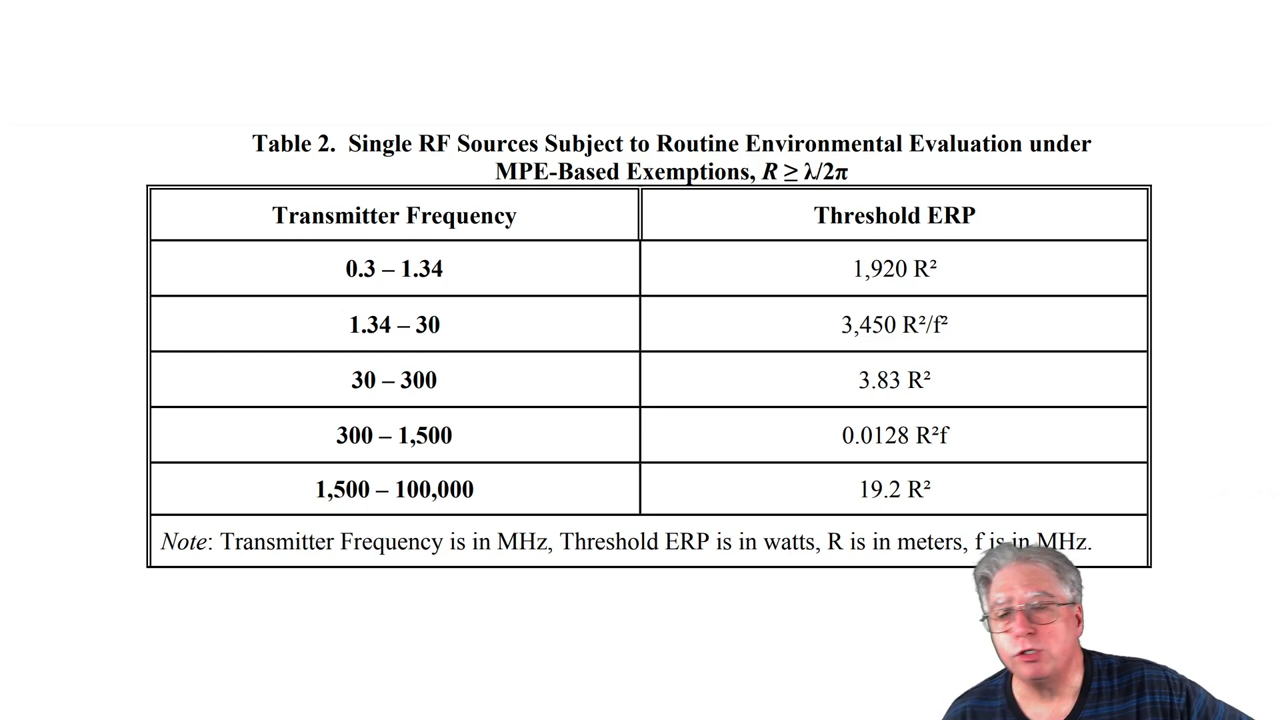 Table 2. Single RF Sources Subject to Routine Environmental Evaluation under
MPE-Based Exemptions, R ≥ λ/2π
Transmitter Frequency Threshold ERP
0.3 – 1.34 1,920 R²
1.34 – 30 3,450 R²/f²
30 – 300 3.83 R²
300 – 1,500 0.0128 R²f
1,500 – 100,000 19.2 R²
Note: Transmitter Frequency is in MHz, Threshold ERP is in watts, R is in meters, f is in MHz.